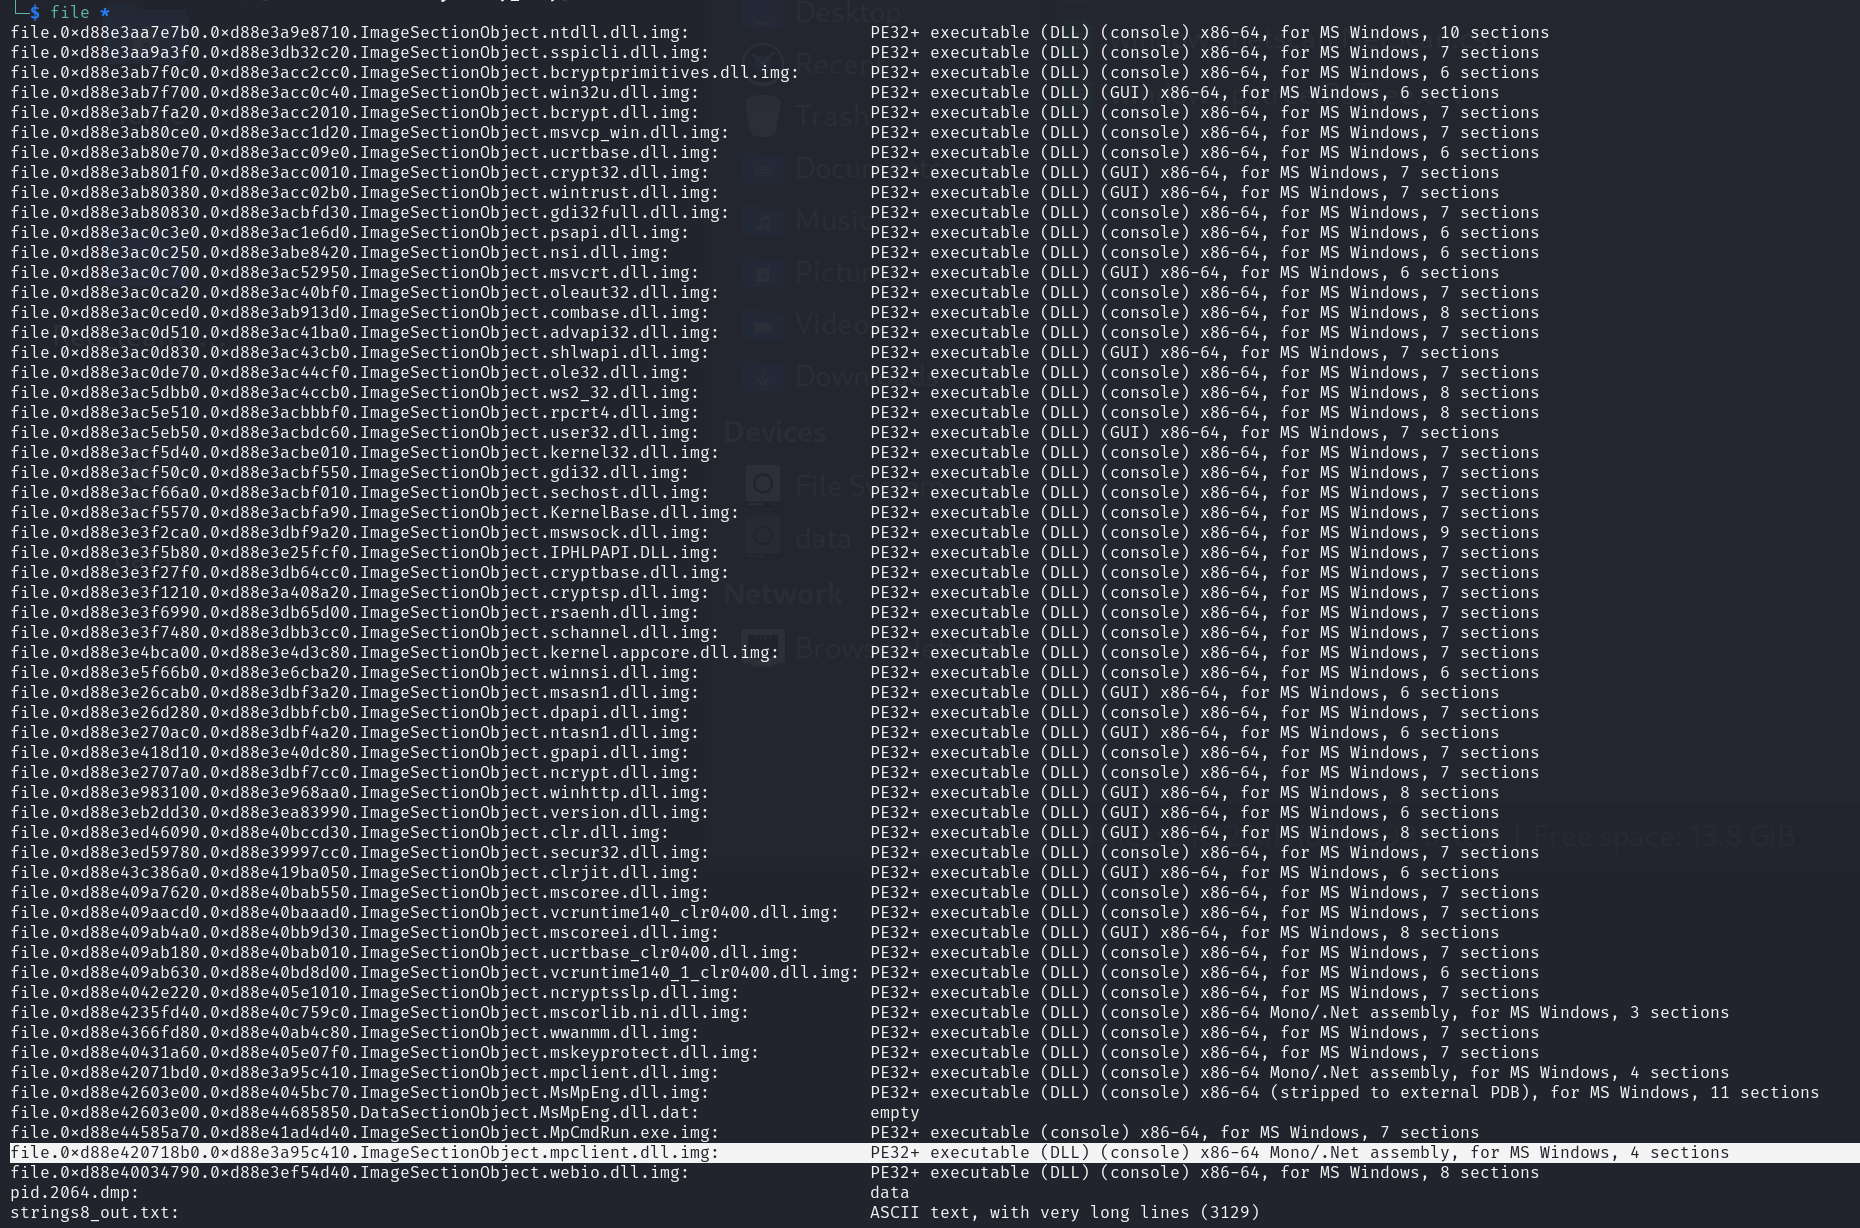 └─$ file *
file.0×d88e3aa7e7b0.0×d88e3a9e8710.ImageSectionObject.ntdll.dll.img: PE32+ executable (DLL) (console) x86-64, for MS Windows, 10 sections
file.0×d88e3aa9a3f0.0×d88e3db32c20.ImageSectionObject.sspicli.dll.img: PE32+ executable (DLL) (console) x86-64, for MS Windows, 7 sections
file.0×d88e3ab7f0c0.0×d88e3acc2cc0.ImageSectionObject.bcryptprimitives.dll.img: PE32+ executable (DLL) (console) x86-64, for MS Windows, 6 sections
file.0×d88e3ab7f700.0×d88e3acc0c40.ImageSectionObject.win32u.dll.img: PE32+ executable (DLL) (GUI) x86-64, for MS Windows, 6 sections
file.0×d88e3ab7fa20.0×d88e3acc2010.ImageSectionObject.bcrypt.dll.img: PE32+ executable (DLL) (console) x86-64, for MS Windows, 7 sections
file.0×d88e3ab80ce0.0×d88e3acc1d20.ImageSectionObject.msvcp_win.dll.img: PE32+ executable (DLL) (console) x86-64, for MS Windows, 7 sections
file.0×d88e3ab80e70.0×d88e3acc09e0.ImageSectionObject.ucrtbase.dll.img: PE32+ executable (DLL) (console) x86-64, for MS Windows, 6 sections
file.0×d88e3ab801f0.0×d88e3acc0010.ImageSectionObject.crypt32.dll.img: PE32+ executable (DLL) (GUI) x86-64, for MS Windows, 7 sections
file.0×d88e3ab80380.0×d88e3acc02b0.ImageSectionObject.wintrust.dll.img: PE32+ executable (DLL) (GUI) x86-64, for MS Windows, 7 sections
file.0×d88e3ab80830.0×d88e3acbfd30.ImageSectionObject.gdi32full.dll.img: PE32+ executable (DLL) (console) x86-64, for MS Windows, 7 sections
file.0×d88e3ac0c3e0.0×d88e3ac1e6d0.ImageSectionObject.psapi.dll.img: PE32+ executable (DLL) (console) x86-64, for MS Windows, 6 sections
file.0×d88e3ac0c250.0×d88e3abe8420.ImageSectionObject.nsi.dll.img: PE32+ executable (DLL) (console) x86-64, for MS Windows, 6 sections
file.0×d88e3ac0c700.0×d88e3ac52950.ImageSectionObject.msvcrt.dll.img: PE32+ executable (DLL) (GUI) x86-64, for MS Windows, 6 sections
file.0×d88e3ac0ca20.0×d88e3ac40bf0.ImageSectionObject.oleaut32.dll.img: PE32+ executable (DLL) (console) x86-64, for MS Windows, 7 sections
file.0×d88e3ac0ced0.0×d88e3ab913d0.ImageSectionObject.combase.dll.img: PE32+ executable (DLL) (console) x86-64, for MS Windows, 8 sections
file.0×d88e3ac0d510.0×d88e3ac41ba0.ImageSectionObject.advapi32.dll.img: PE32+ executable (DLL) (console) x86-64, for MS Windows, 7 sections
file.0×d88e3ac0d830.0×d88e3ac43cb0.ImageSectionObject.shlwapi.dll.img: PE32+ executable (DLL) (GUI) x86-64, for MS Windows, 7 sections
file.0×d88e3ac0de70.0×d88e3ac44cf0.ImageSectionObject.ole32.dll.img: PE32+ executable (DLL) (console) x86-64, for MS Windows, 7 sections
file.0×d88e3ac5dbb0.0×d88e3ac4ccb0.ImageSectionObject.ws2_32.dll.img: PE32+ executable (DLL) (console) x86-64, for MS Windows, 8 sections
file.0×d88e3ac5e510.0×d88e3acbbbf0.ImageSectionObject.rpcrt4.dll.img: PE32+ executable (DLL) (console) x86-64, for MS Windows, 8 sections
file.0×d88e3ac5eb50.0×d88e3acbdc60.ImageSectionObject.user32.dll.img: PE32+ executable (DLL) (GUI) x86-64, for MS Windows, 7 sections
file.0×d88e3acf5d40.0×d88e3acbe010.ImageSectionObject.kernel32.dll.img: PE32+ executable (DLL) (console) x86-64, for MS Windows, 7 sections
file.0×d88e3acf50c0.0×d88e3acbf550.ImageSectionObject.gdi32.dll.img: PE32+ executable (DLL) (console) x86-64, for MS Windows, 7 sections
file.0×d88e3acf66a0.0×d88e3acbf010.ImageSectionObject.sechost.dll.img: PE32+ executable (DLL) (console) x86-64, for MS Windows, 7 sections
file.0×d88e3acf5570.0×d88e3acbfa90.ImageSectionObject.KernelBase.dll.img: PE32+ executable (DLL) (console) x86-64, for MS Windows, 7 sections
file.0×d88e3e3f2ca0.0×d88e3dbf9a20.ImageSectionObject.mswsock.dll.img: PE32+ executable (DLL) (console) x86-64, for MS Windows, 9 sections
file.0×d88e3e3f5b80.0×d88e3e25fcf0.ImageSectionObject.IPHLPAPI.DLL.img: PE32+ executable (DLL) (console) x86-64, for MS Windows, 7 sections
file.0×d88e3e3f27f0.0×d88e3db64cc0.ImageSectionObject.cryptbase.dll.img: PE32+ executable (DLL) (console) x86-64, for MS Windows, 7 sections
file.0×d88e3e3f1210.0×d88e3a408a20.ImageSectionObject.cryptsp.dll.img: PE32+ executable (DLL) (console) x86-64, for MS Windows, 7 sections
file.0×d88e3e3f6990.0×d88e3db65d00.ImageSectionObject.rsaenh.dll.img: PE32+ executable (DLL) (console) x86-64, for MS Windows, 7 sections
file.0×d88e3e3f7480.0×d88e3dbb3cc0.ImageSectionObject.schannel.dll.img: PE32+ executable (DLL) (console) x86-64, for MS Windows, 7 sections
file.0×d88e3e4bca00.0×d88e3e4d3c80.ImageSectionObject.kernel.appcore.dll.img: PE32+ executable (DLL) (console) x86-64, for MS Windows, 7 sections
file.0×d88e3e5f66b0.0×d88e3e6cba20.ImageSectionObject.winnsi.dll.img: PE32+ executable (DLL) (console) x86-64, for MS Windows, 6 sections
file.0×d88e3e26cab0.0×d88e3dbf3a20.ImageSectionObject.msasn1.dll.img: PE32+ executable (DLL) (GUI) x86-64, for MS Windows, 6 sections
file.0×d88e3e26d280.0×d88e3dbbfcb0.ImageSectionObject.dpapi.dll.img: PE32+ executable (DLL) (console) x86-64, for MS Windows, 7 sections
file.0×d88e3e270ac0.0×d88e3dbf4a20.ImageSectionObject.ntasn1.dll.img: PE32+ executable (DLL) (GUI) x86-64, for MS Windows, 6 sections
file.0×d88e3e418d10.0×d88e3e40dc80.ImageSectionObject.gpapi.dll.img: PE32+ executable (DLL) (console) x86-64, for MS Windows, 7 sections
file.0×d88e3e2707a0.0×d88e3dbf7cc0.ImageSectionObject.ncrypt.dll.img: PE32+ executable (DLL) (console) x86-64, for MS Windows, 7 sections
file.0×d88e3e983100.0×d88e3e968aa0.ImageSectionObject.winhttp.dll.img: PE32+ executable (DLL) (GUI) x86-64, for MS Windows, 8 sections
file.0×d88e3eb2dd30.0×d88e3ea83990.ImageSectionObject.version.dll.img: PE32+ executable (DLL) (GUI) x86-64, for MS Windows, 6 sections
file.0×d88e3ed46090.0×d88e40bccd30.ImageSectionObject.clr.dll.img: PE32+ executable (DLL) (GUI) x86-64, for MS Windows, 8 sections
file.0×d88e3ed59780.0×d88e39997cc0.ImageSectionObject.secur32.dll.img: PE32+ executable (DLL) (console) x86-64, for MS Windows, 7 sections
file.0×d88e43c386a0.0×d88e419ba050.ImageSectionObject.clrjit.dll.img: PE32+ executable (DLL) (GUI) x86-64, for MS Windows, 6 sections
file.0×d88e409a7620.0×d88e40bab550.ImageSectionObject.mscoree.dll.img: PE32+ executable (DLL) (console) x86-64, for MS Windows, 7 sections
file.0×d88e409aacd0.0×d88e40baaad0.ImageSectionObject.vcruntime140_clr0400.dll.img: PE32+ executable (DLL) (console) x86-64, for MS Windows, 7 sections
file.0×d88e409ab4a0.0×d88e40bb9d30.ImageSectionObject.mscoreei.dll.img: PE32+ executable (DLL) (GUI) x86-64, for MS Windows, 8 sections
file.0×d88e409ab180.0×d88e40bab010.ImageSectionObject.ucrtbase_clr0400.dll.img: PE32+ executable (DLL) (console) x86-64, for MS Windows, 7 sections
file.0×d88e409ab630.0×d88e40bd8d00.ImageSectionObject.vcruntime140_1_clr0400.dll.img: PE32+ executable (DLL) (console) x86-64, for MS Windows, 6 sections
file.0×d88e4042e220.0×d88e405e1010.ImageSectionObject.ncryptsslp.dll.img: PE32+ executable (DLL) (console) x86-64, for MS Windows, 7 sections
file.0×d88e4235fd40.0×d88e40c759c0.ImageSectionObject.mscorlib.ni.dll.img: PE32+ executable (DLL) (console) x86-64 Mono/.Net assembly, for MS Windows, 3 sections
file.0×d88e4366fd80.0×d88e40ab4c80.ImageSectionObject.wwanmm.dll.img: PE32+ executable (DLL) (console) x86-64, for MS Windows, 7 sections
file.0×d88e40431a60.0×d88e405e07f0.ImageSectionObject.mskeyprotect.dll.img: PE32+ executable (DLL) (console) x86-64, for MS Windows, 7 sections
file.0×d88e42071bd0.0×d88e3a95c410.ImageSectionObject.mpclient.dll.img: PE32+ executable (DLL) (console) x86-64 Mono/.Net assembly, for MS Windows, 4 sections
file.0×d88e42603e00.0×d88e4045bc70.ImageSectionObject.MsMpEng.dll.img: PE32+ executable (DLL) (console) x86-64 (stripped to external PDB), for MS Windows, 11 sections
file.0×d88e42603e00.0×d88e44685850.DataSectionObject.MsMpEng.dll.dat: empty
file.0×d88e44585a70.0×d88e41ad4d40.ImageSectionObject.MpCmdRun.exe.img: PE32+ executable (console) x86-64, for MS Windows, 7 sections
file.0×d88e420718b0.0×d88e3a95c410.ImageSectionObject.mpclient.dll.img: PE32+ executable (DLL) (console) x86-64 Mono/.Net assembly, for MS Windows, 4 sections
file.0×d88e40034790.0×d88e3ef54d40.ImageSectionObject.webio.dll.img: PE32+ executable (DLL) (console) x86-64, for MS Windows, 8 sections
pid.2064.dmp: data
strings8_out.txt: ASCII text, with very long lines (3129)
Desktop
Trash
Devices
data
Network
Free space: 13.8 GiB